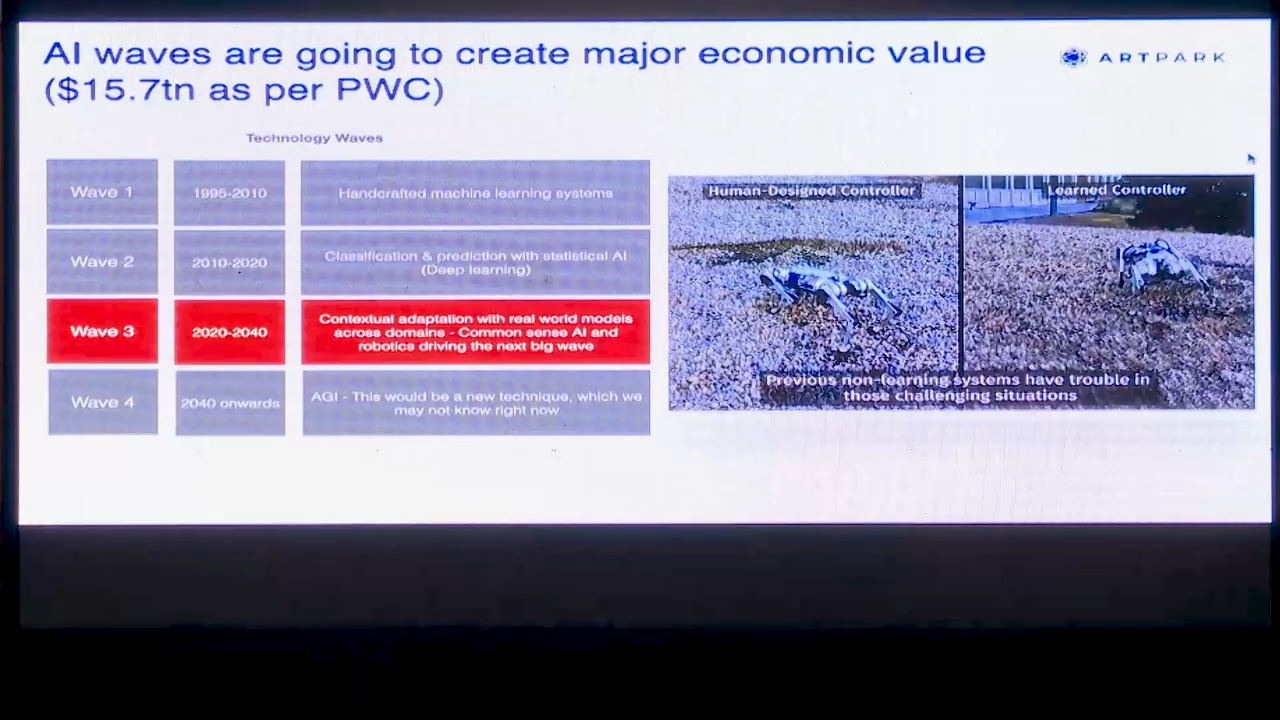 AI waves are going to create major economic value
($15.7tn as per PWC)
ARTPARK
Technology Waves
Wave 1
1995-2010
Handcrafted machine learning systems
Wave 2
2010-2020
Classification & prediction with statistical AI
(Deep learning)
Wave 3
2020-2040
Contextual adaptation with real world models
across domains - Common sense AI and
robotics driving the next big wave
Wave 4
2040 onwards
AGI - This would be a new technique, which we
may not know right now
Human-Designed Controller
Learned Controller
Previous non-learning systems have trouble in
those challenging situations